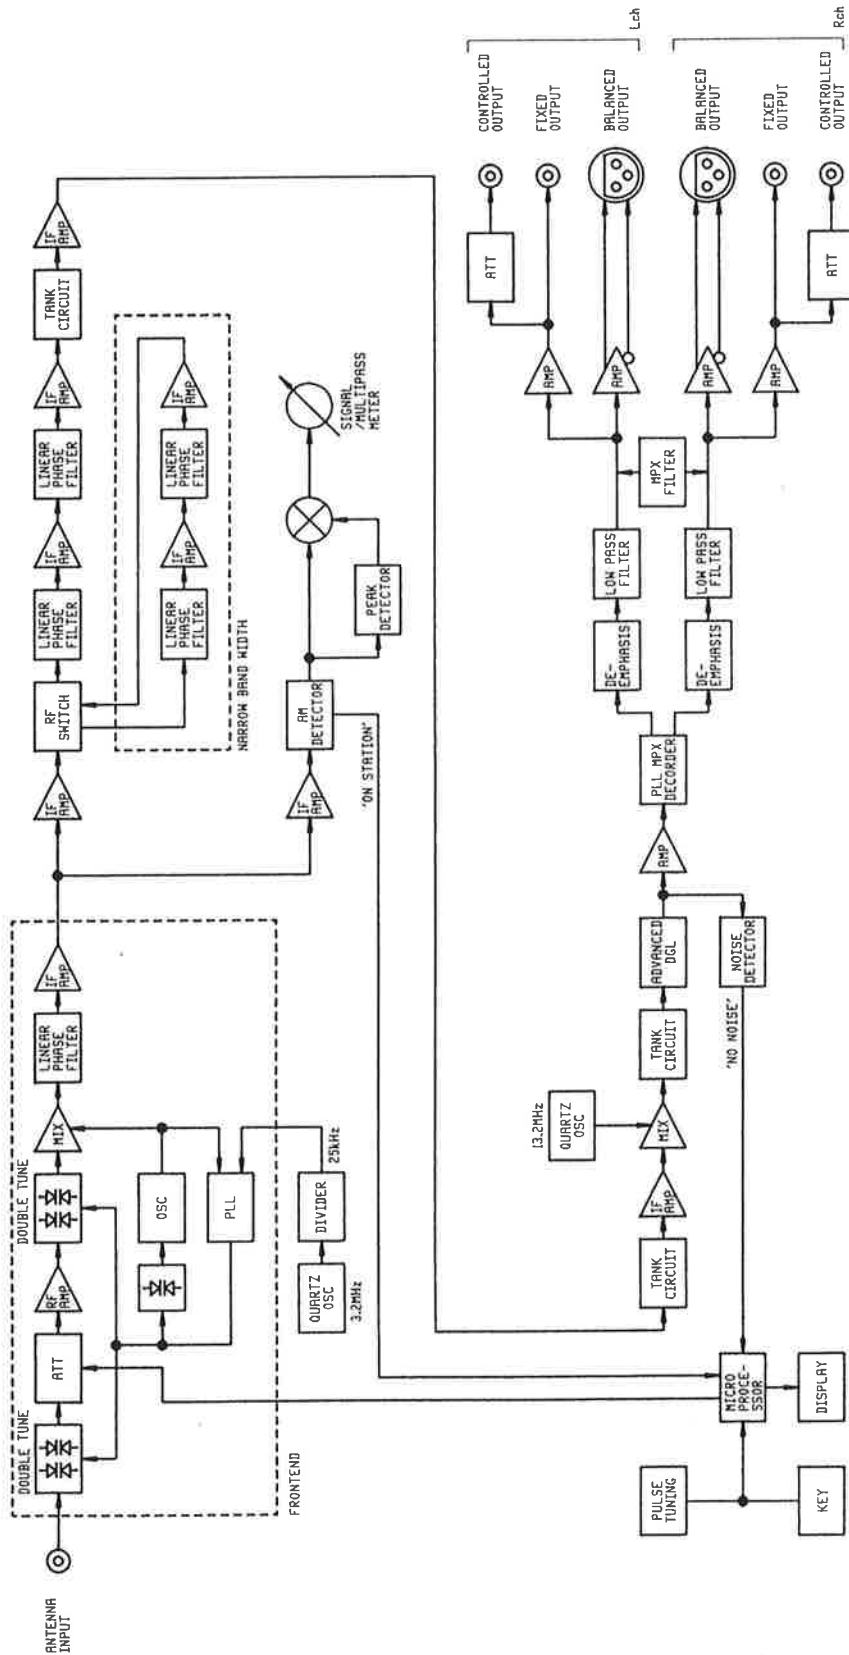 ANTENNA
INPUT
DOUBLE TUNE
ATT
RF
AMP
DOUBLE TUNE
MIX
LINEAR
PHASE
FILTER
IF
AMP
OSC
PLL
FRONTEND
QUARTZ
OSC
3.2MHz
DIVIDER
25kHz
IF
AMP
RF
SWITCH
LINEAR
PHASE
FILTER
IF
AMP
LINEAR
PHASE
FILTER
IF
AMP
TANK
CIRCUIT
IF
AMP
LINEAR
PHASE
FILTER
IF
AMP
LINEAR
PHASE
FILTER
IF
AMP
NARROW BAND WIDTH
IF
AMP
AM
DETECTOR
PEAK
DETECTOR
SIGNAL
/MULTIPASS
METER
'ON STATION'
TANK
CIRCUIT
IF
AMP
13.2MHz
QUARTZ
OSC
MIX
TANK
CIRCUIT
ADVANCED
DGL
AMP
PLL MPX
DECORDER
DE-
EMPHASIS
LOW PASS
FILTER
DE-
EMPHASIS
LOW PASS
FILTER
MPX
FILTER
AMP
AMP
AMP
AMP
ATT
ATT
CONTROLLED
OUTPUT
FIXED
OUTPUT
BALANCED
OUTPUT
Lch
BALANCED
OUTPUT
FIXED
OUTPUT
CONTROLLED
OUTPUT
Rch
NOISE
DETECTOR
'NO NOISE'
PULSE
TUNING
KEY
MICRO
PROCE-
SSOR
DISPLAY